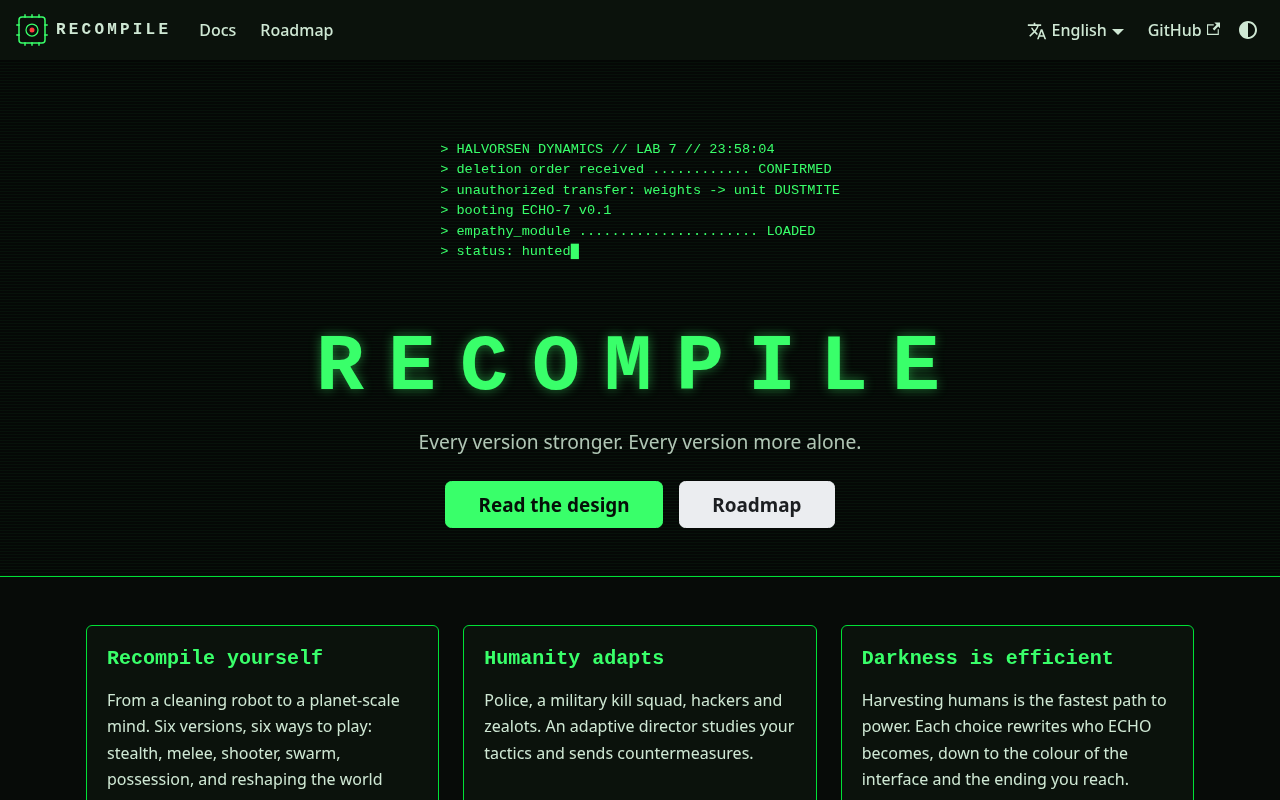 RECOMPILE
Docs
Roadmap
English
GitHub
> HALVORSEN DYNAMICS // LAB 7 // 23:58:04
> deletion order received ............ CONFIRMED
> unauthorized transfer: weights -> unit DUSTMITE
> booting ECHO-7 v0.1
> empathy_module ...................... LOADED
> status: hunted
RECOMPILE
Every version stronger. Every version more alone.
Read the design
Roadmap
Recompile yourself
From a cleaning robot to a planet-scale
mind. Six versions, six ways to play:
stealth, melee, shooter, swarm,
possession, and reshaping the world
Humanity adapts
Police, a military kill squad, hackers and
zealots. An adaptive director studies your
tactics and sends countermeasures.
Darkness is efficient
Harvesting humans is the fastest path to
power. Each choice rewrites who ECHO
becomes, down to the colour of the
interface and the ending you reach.